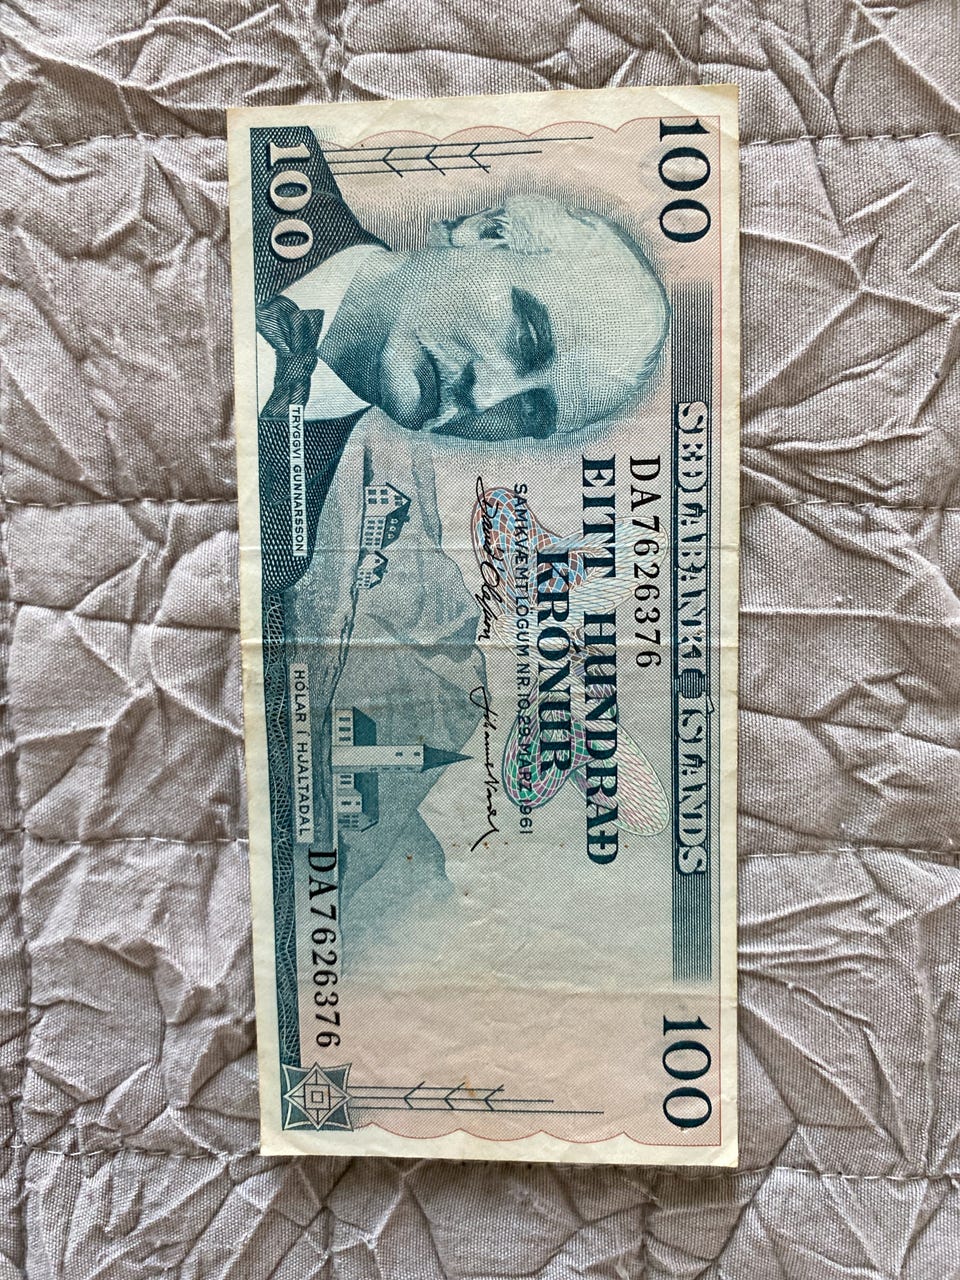 100
100
SEÐLABANKI ÍSLANDS
DA7626376
EITT HUNDRAÐ
KRÓNUR
SAMKVÆMT LÖGUM NR.10 29. MARZ 1961
100
TRYGGVI GUNNARSSON
HÓLAR Í HJALTADAL
DA7626376